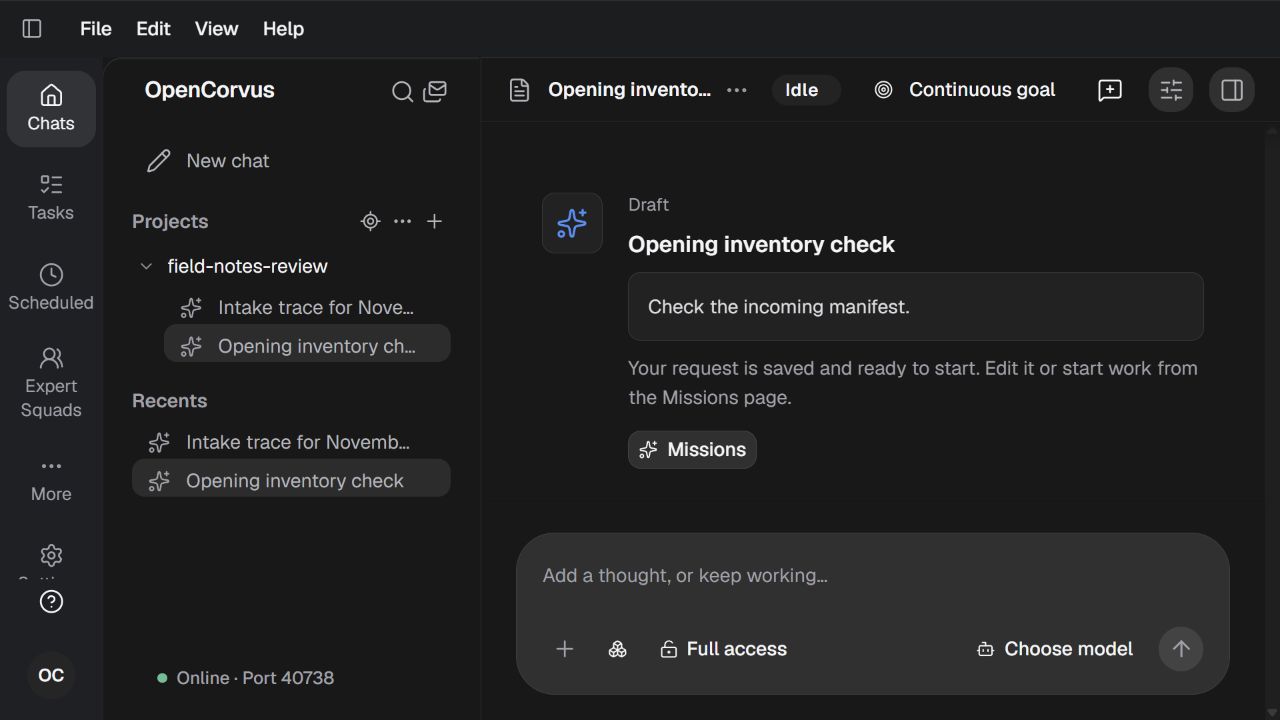 File Edit View Help
Chats
Tasks
Scheduled
Expert
Squads
More
OC
OpenCorvus
New chat
Projects
field-notes-review
Intake trace for Nove...
Opening inventory ch...
Recents
Intake trace for Novemb...
Opening inventory check
Online · Port 40738
Opening invento... Idle Continuous goal
Draft
Opening inventory check
Check the incoming manifest.
Your request is saved and ready to start. Edit it or start work from
the Missions page.
Missions
Add a thought, or keep working...
Full access Choose model